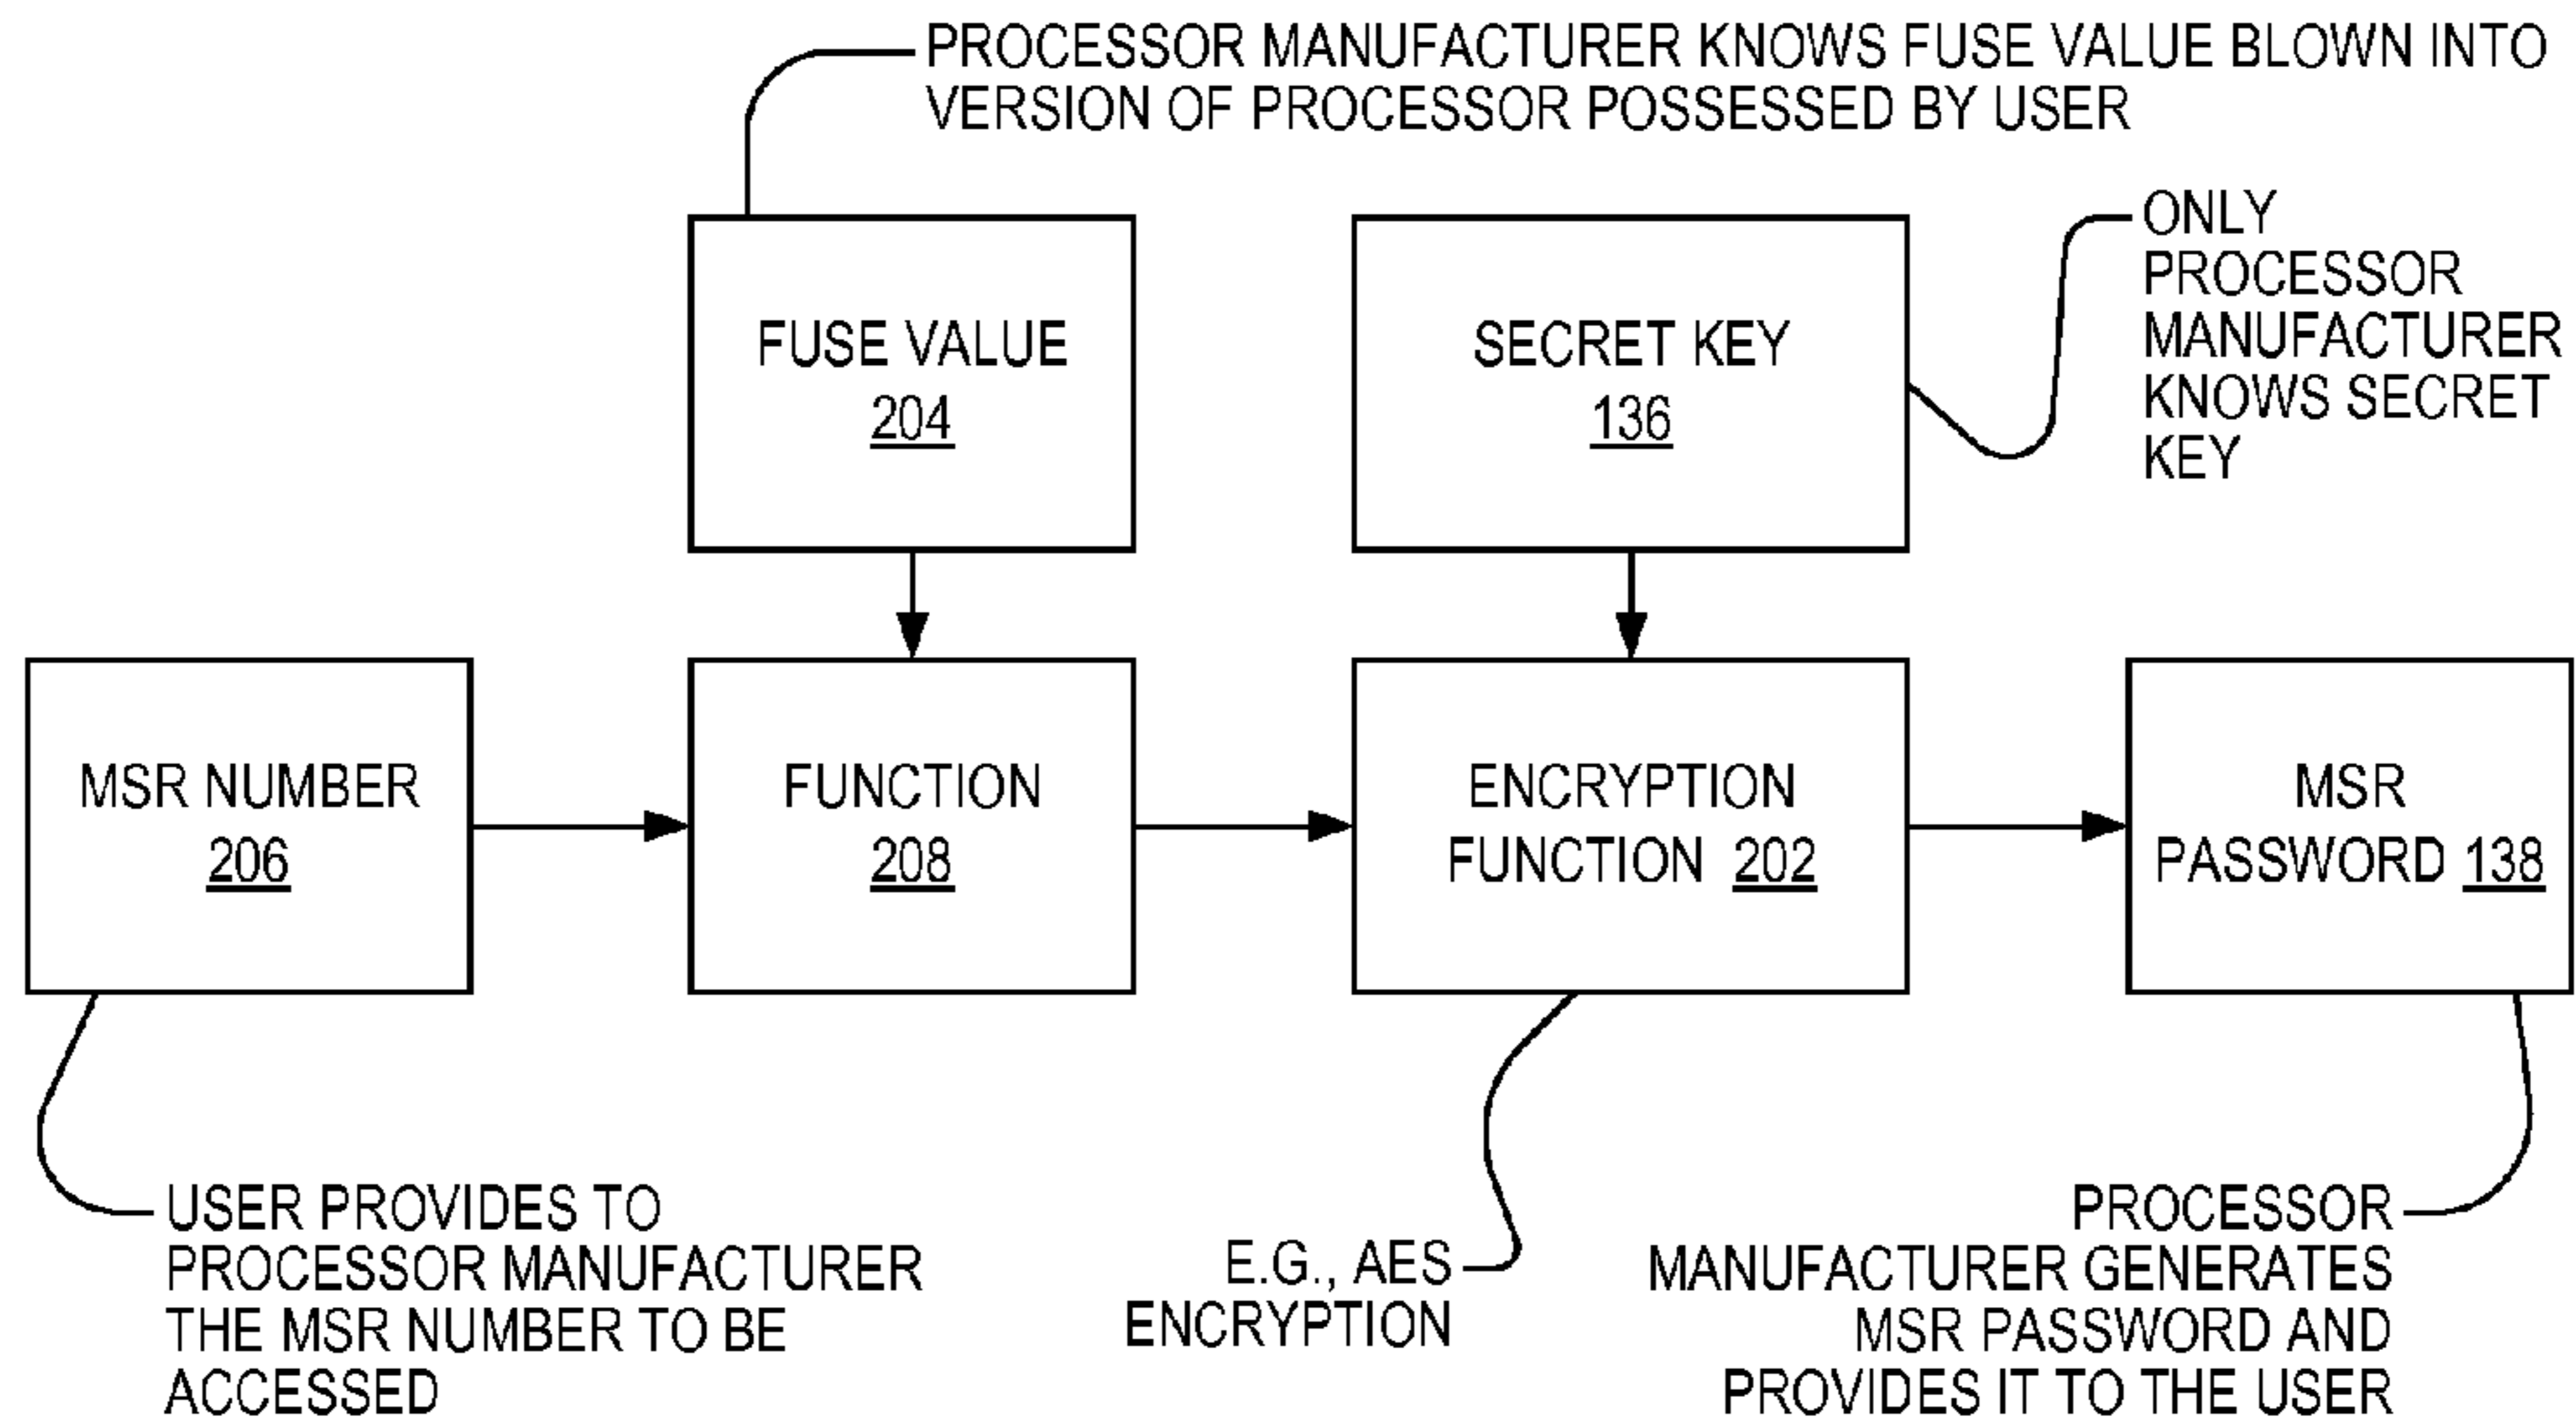 PROCESSOR MANUFACTURER KNOWS FUSE VALUE BLOWN INTO
VERSION OF PROCESSOR POSSESSED BY USER
ONLY
PROCESSOR
MANUFACTURER
KNOWS SECRET
KEY
FUSE VALUE
204
SECRET KEY
136
MSR NUMBER
206
FUNCTION
208
ENCRYPTION
FUNCTION 202
MSR
PASSWORD 138
USER PROVIDES TO
PROCESSOR MANUFACTURER
THE MSR NUMBER TO BE
ACCESSED
E.G., AES
ENCRYPTION
PROCESSOR
MANUFACTURER GENERATES
MSR PASSWORD AND
PROVIDES IT TO THE USER